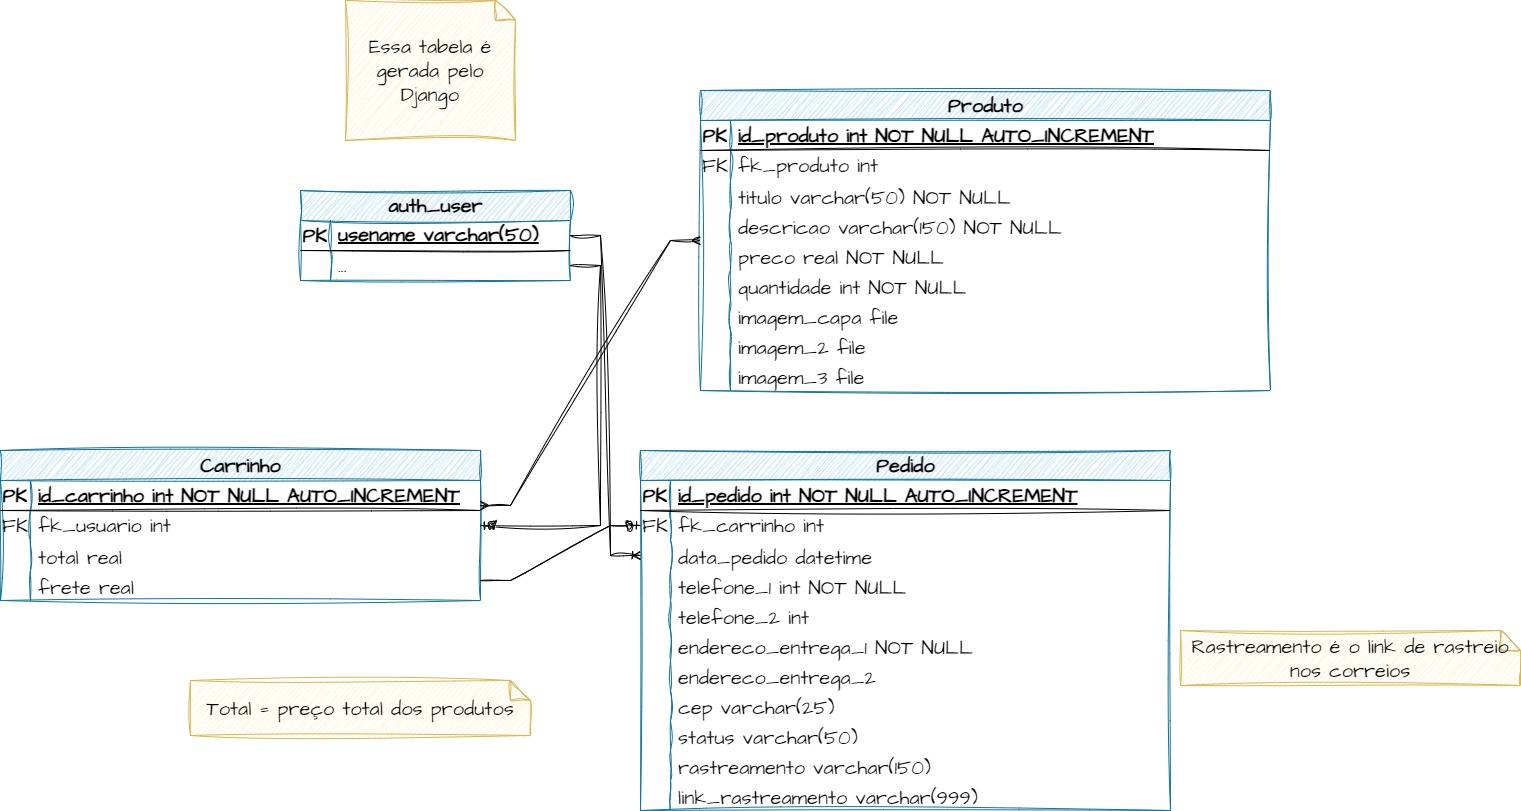 Essa tabela é
gerada pelo
Django
Produto
PK id_produto int NOT NULL AUTO_INCREMENT
FK fk_produto int
titulo varchar(50) NOT NULL
descricao varchar(150) NOT NULL
preco real NOT NULL
quantidade int NOT NULL
imagem_capa file
imagem_2 file
imagem_3 file
auth_user
PK usename varchar(50)
...
Carrinho
PK id_carrinho int NOT NULL AUTO_INCREMENT
FK fk_usuario int
total real
frete real
Pedido
PK id_pedido int NOT NULL AUTO_INCREMENT
FK fk_carrinho int
data_pedido datetime
telefone_1 int NOT NULL
telefone_2 int
endereco_entrega_1 NOT NULL
endereco_entrega_2
cep varchar(25)
status varchar(50)
rastreamento varchar(150)
link_rastreamento varchar(999)
Rastreamento é o link de rastreio
nos correios
Total = preço total dos produtos